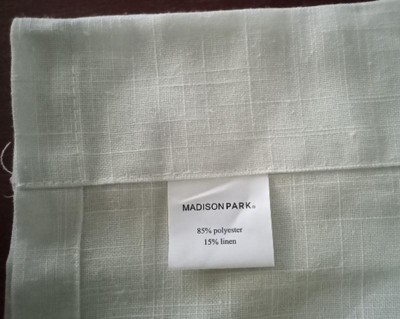 MADISON PARK®
85% polyester
15% linen